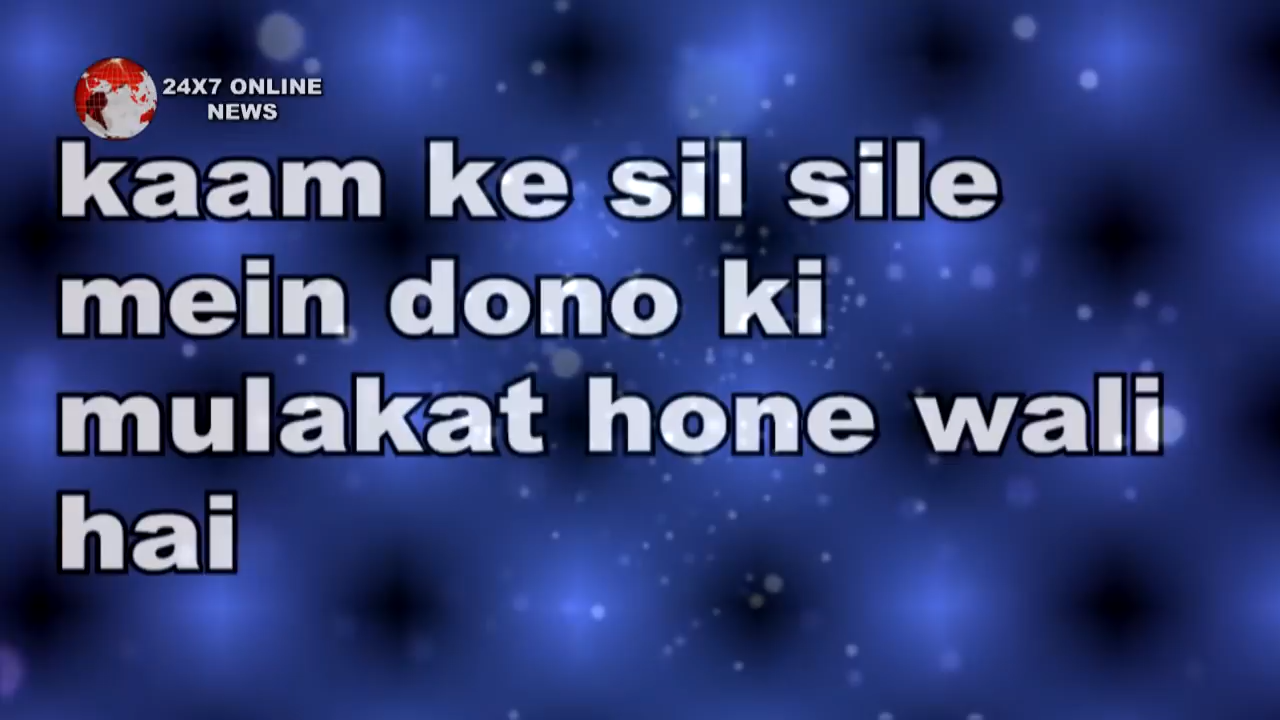 24X7 ONLINE
NEWS
kaam ke sil sile
mein dono ki
mulakat hone wali
hai